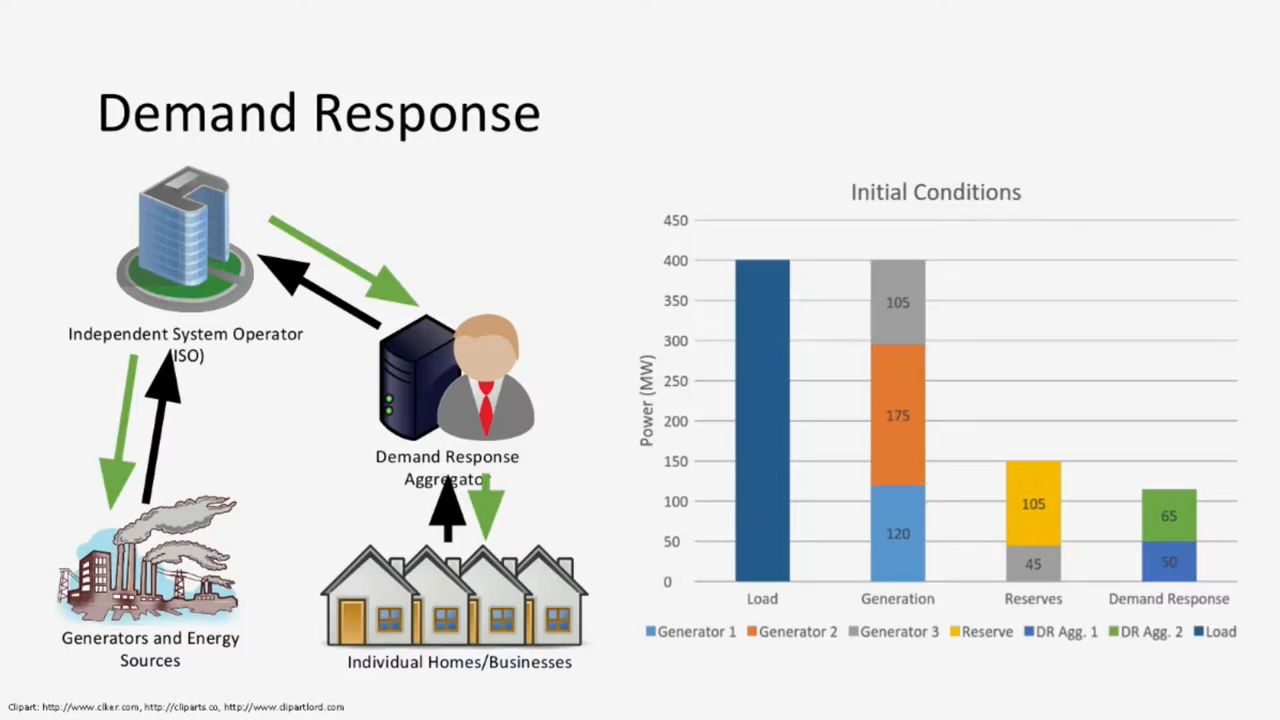 Demand Response
Independent System Operator
(ISO)
Demand Response
Aggregator
Generators and Energy
Sources
Individual Homes/Businesses
Initial Conditions
Power (MW)
450
400
350
300
250
200
150
100
50
0
105
175
120
105
45
65
50
Load
Generation
Reserves
Demand Response
Generator 1
Generator 2
Generator 3
Reserve
DR Agg. 1
DR Agg. 2
Load
Clipart: http://www.clker.com, http://cliparts.co, http://www.clipartlord.com